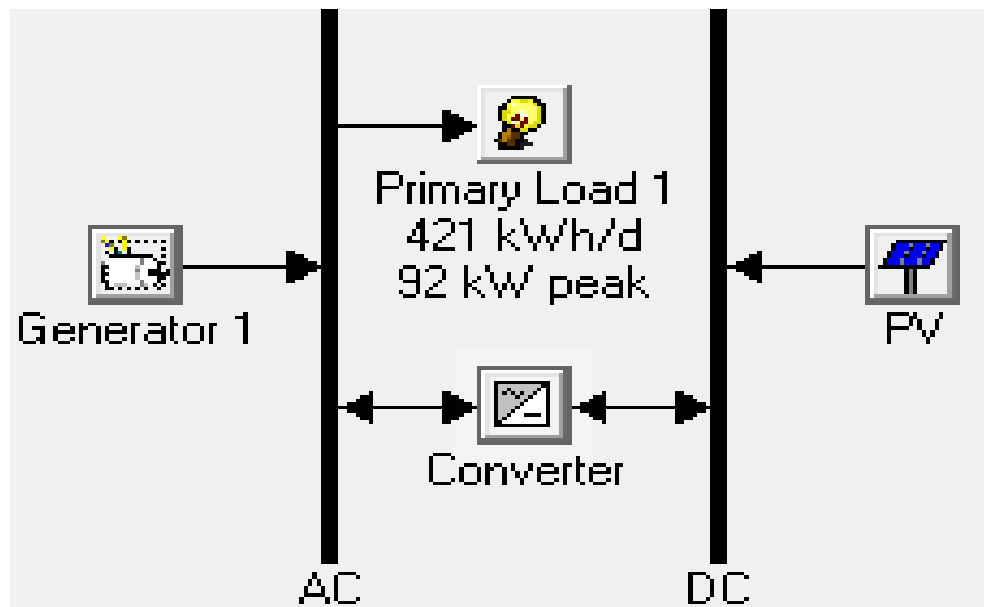 Primary Load 1
421 kWh/d
92 kW peak
Generator 1
PV
Converter
AC
DC